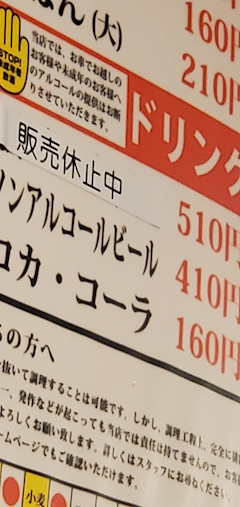 はん(大)
160円
210円
STOP!
未成年者
飲酒
当店では、お車でお越しの
お客様や未成年のお客様へ
のアルコールの提供はお断
りさせていただきます。
ドリンク
販売休止中
510円
ノンアルコールビール
410円
コカ・コーラ
160円
の方へ
抜いて調理することは可能です。しかし、調理工程上、完全に
、発作などが起こっても当店では責任は持てませんので、お客
よろしくお願い致します。詳しくはスタッフにお尋ねください。
ームページでもご確認いただけます。
小麦